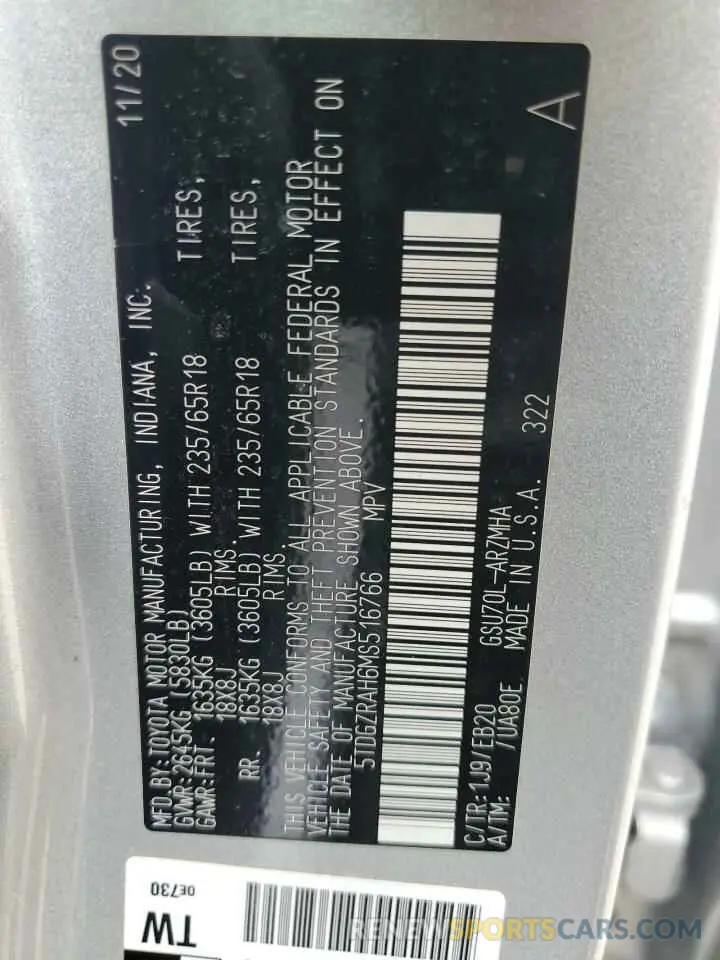 MFD.BY:TOYOTA MOTOR MANUFACTURING, INDIANA, INC. 11/20
GVWR:2645KG (5830LB)
GAWR:FRT. 1635KG (3605LB) WITH 235/65R18 TIRES,
18X8J RIMS.
RR. 1635KG (3605LB) WITH 235/65R18 TIRES,
18X8J RIMS.
THIS VEHICLE CONFORMS TO ALL APPLICABLE FEDERAL MOTOR
VEHICLE SAFETY AND THEFT PREVENTION STANDARDS IN EFFECT ON
THE DATE OF MANUFACTURE SHOWN ABOVE.
5TDGZRAH6MS516766 MPV
C/TR:1J9/EB20 GSU70L-ARZMHA
A/TM: /UA80E MADE IN U.S.A. 322 A
TW 0E730
RENEWSPORTSCARS.COM